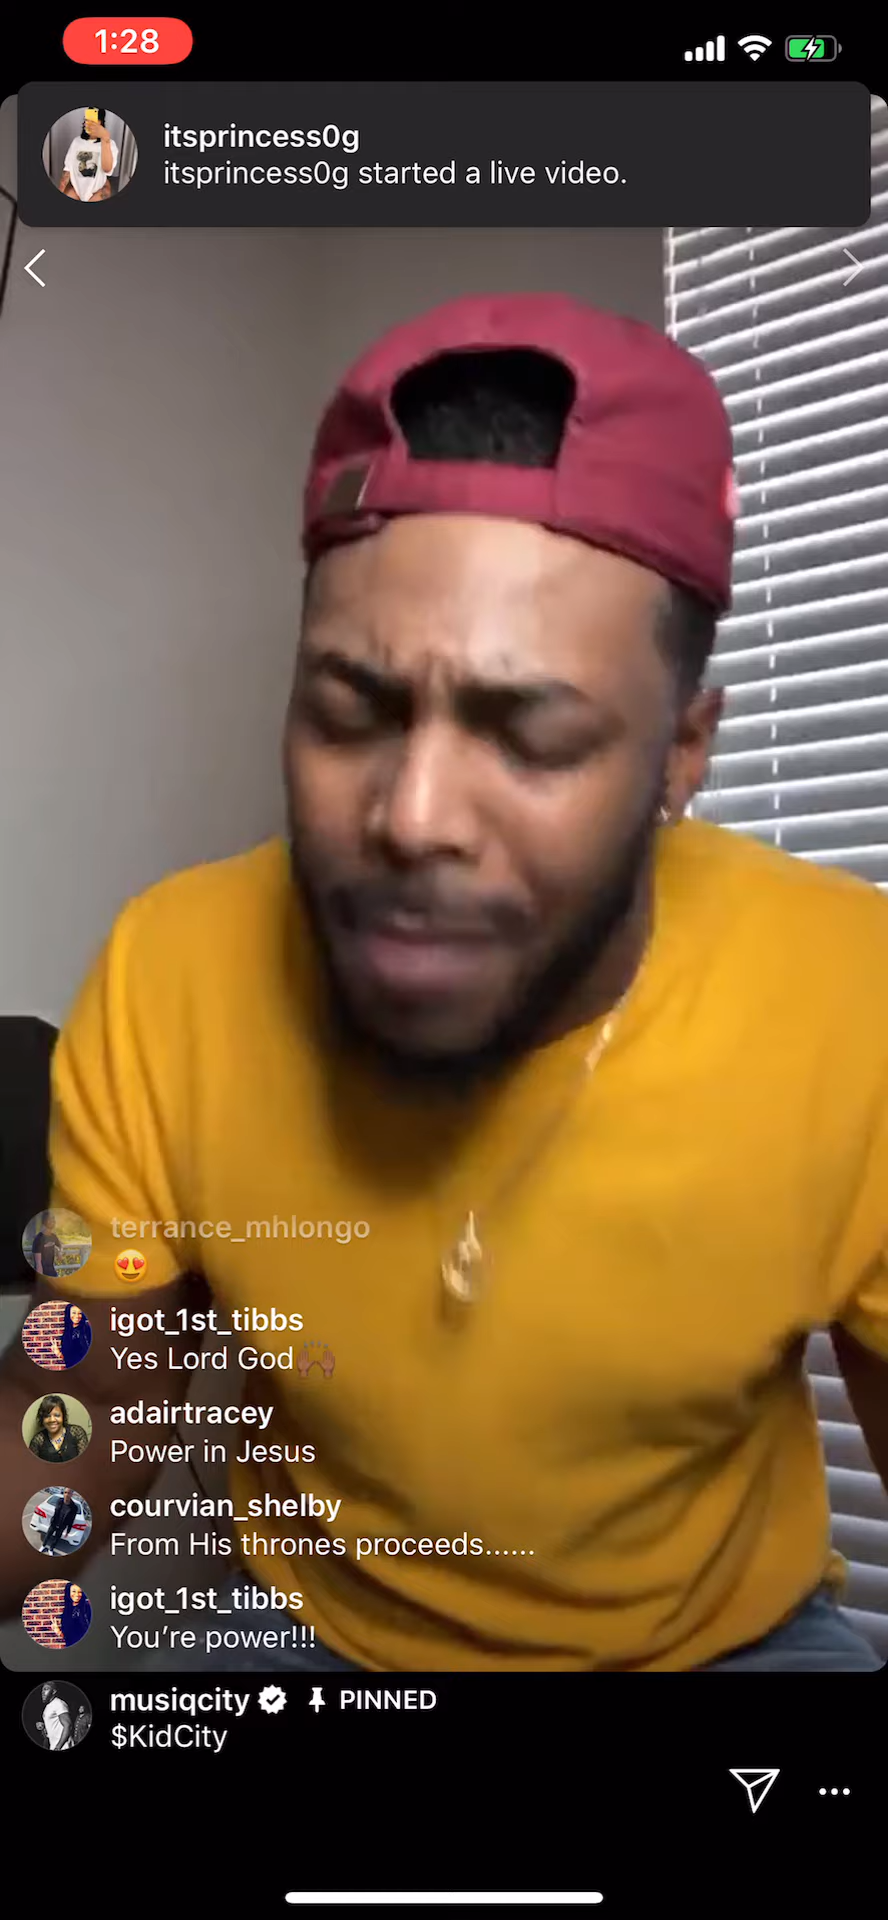 1:28
itsprincess0g
itsprincess0g started a live video.
terrance_mhlongo
😍
igot_1st_tibbs
Yes Lord God🙌🏾
adairtracey
Power in Jesus
courvian_shelby
From His thrones proceeds......
igot_1st_tibbs
You’re power!!!
musiqcity PINNED
$KidCity